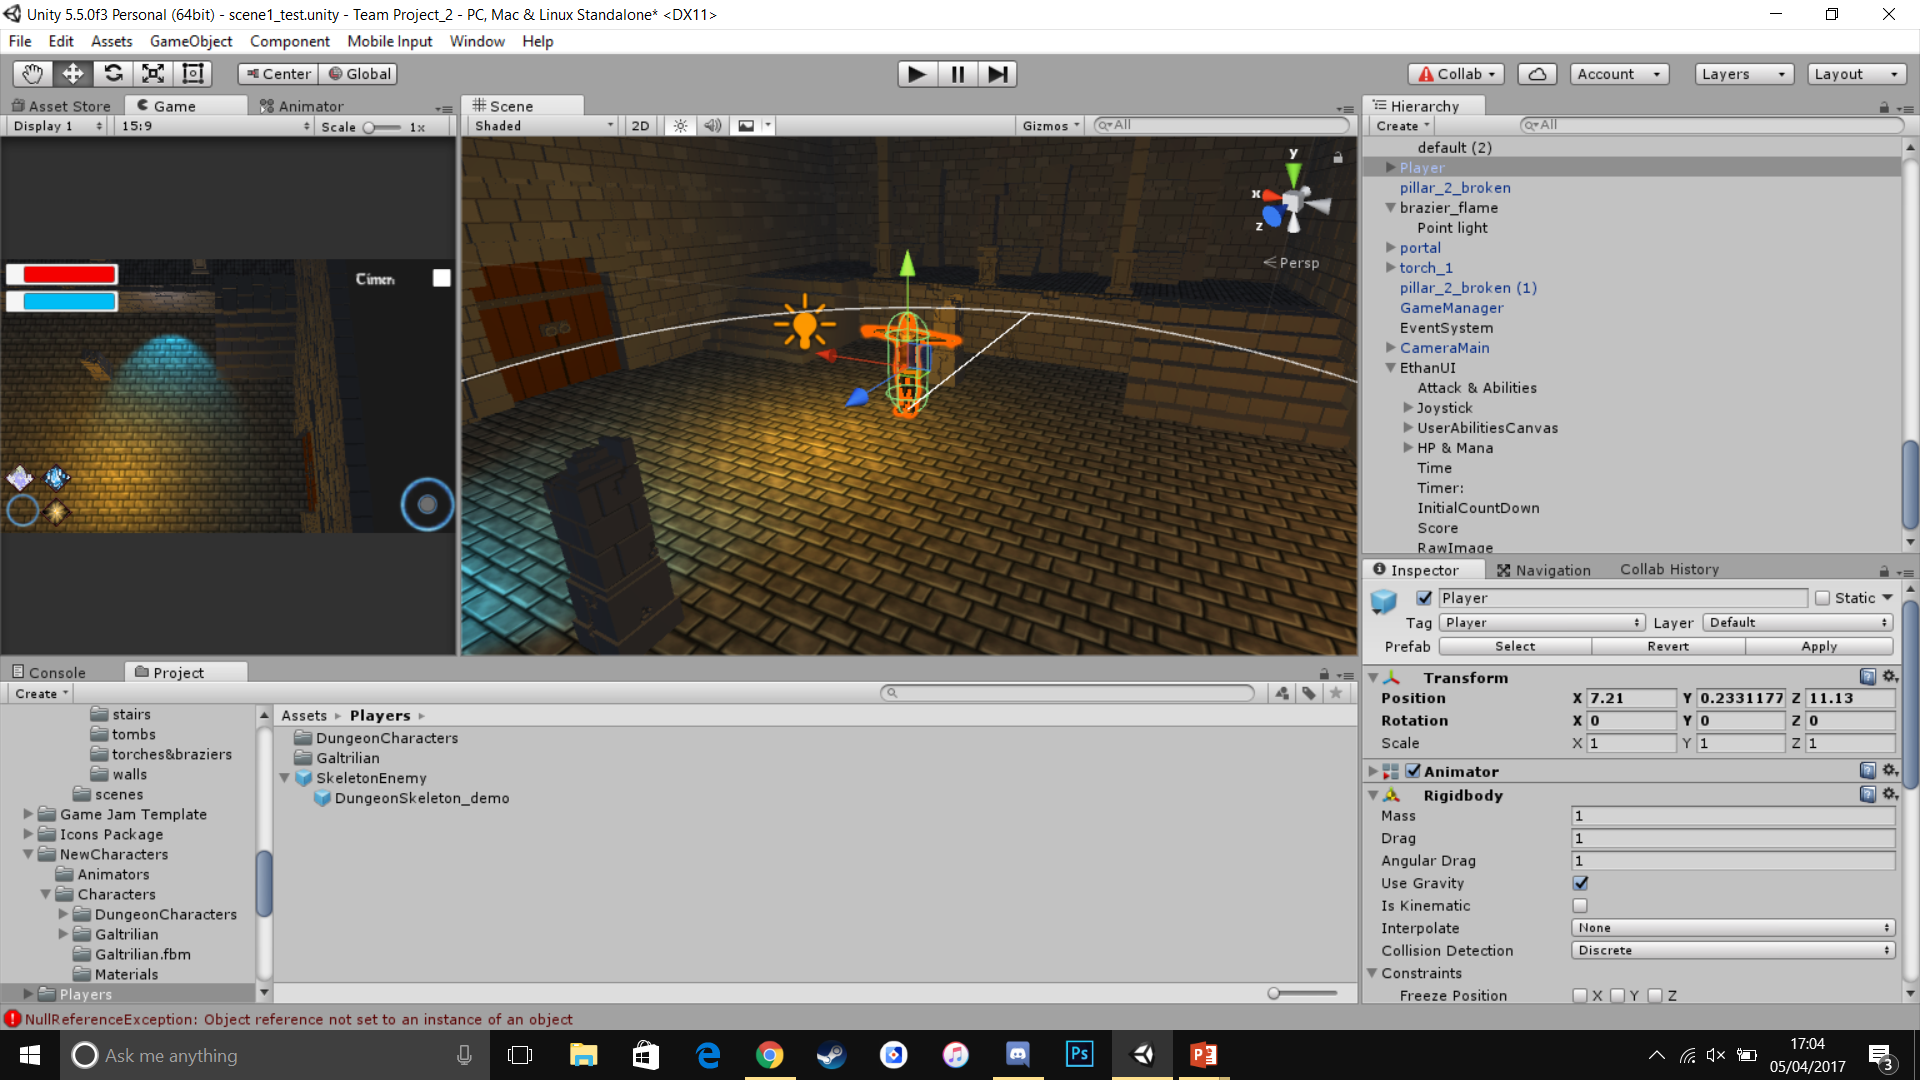 Unity 5.5.0f3 Personal (64bit) - scene1_test.unity - Team Project_2 - PC, Mac & Linux Standalone* <DX11>
File Edit Assets GameObject Component Mobile Input Window Help
Center Global
Collab Account Layers Layout
Asset Store Game Animator
Display 1 15:9 Scale 1x
Timer:
Scene
Shaded 2D Gizmos All
y
x
z
Persp
Hierarchy
Create All
default (2)
Player
pillar_2_broken
brazier_flame
Point light
portal
torch_1
pillar_2_broken (1)
GameManager
EventSystem
CameraMain
EthanUI
Attack & Abilities
Joystick
UserAbilitiesCanvas
HP & Mana
Time
Timer:
InitialCountDown
Score
RawImage
Inspector Navigation Collab History
Player Static
Tag Player Layer Default
Prefab Select Revert Apply
Transform
Position X 7.21 Y 0.2331177 Z 11.13
Rotation X 0 Y 0 Z 0
Scale X 1 Y 1 Z 1
Animator
Rigidbody
Mass 1
Drag 1
Angular Drag 1
Use Gravity
Is Kinematic
Interpolate None
Collision Detection Discrete
Constraints
Freeze Position X Y Z
Console Project
Create
stairs
tombs
torches&braziers
walls
scenes
Game Jam Template
Icons Package
NewCharacters
Animators
Characters
DungeonCharacters
Galtrilian
Galtrilian.fbm
Materials
Players
Assets Players
DungeonCharacters
Galtrilian
SkeletonEnemy
DungeonSkeleton_demo
NullReferenceException: Object reference not set to an instance of an object
Ask me anything
Ps
17:04
05/04/2017
3